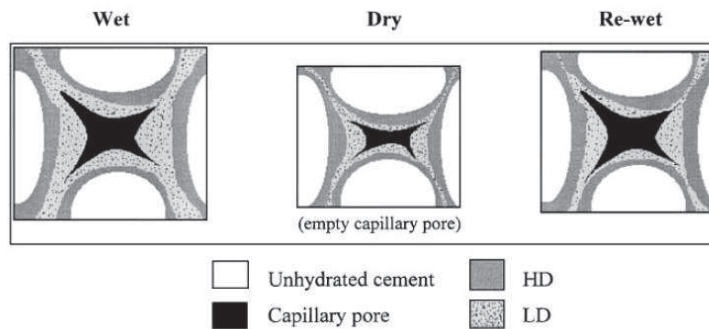 Wet Dry Re-wet
(empty capillary pore)
Unhydrated cement HD
Capillary pore LD